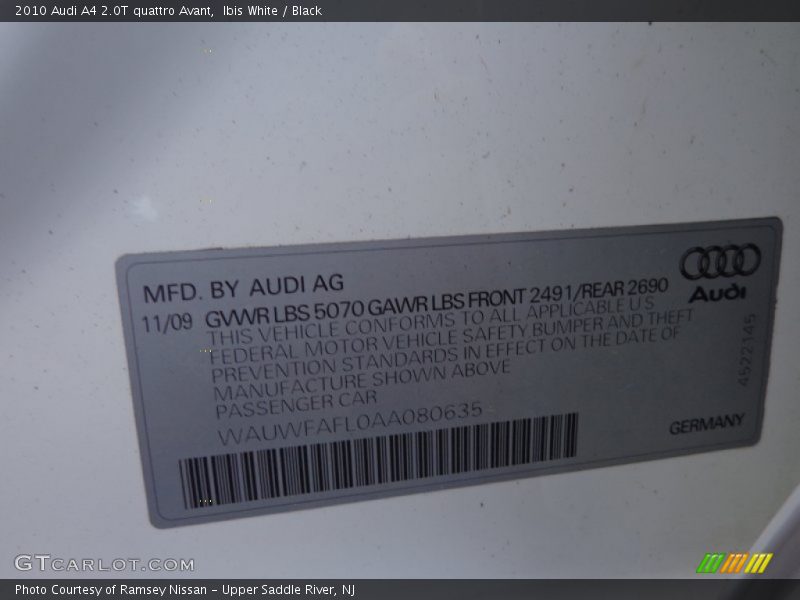 2010 Audi A4 2.0T quattro Avant,  Ibis White / Black
MFD. BY AUDI AG
11/09 GVWR LBS 5070 GAWR LBS FRONT 2491/REAR 2690
THIS VEHICLE CONFORMS TO ALL APPLICABLE U S
FEDERAL MOTOR VEHICLE SAFETY BUMPER AND THEFT
PREVENTION STANDARDS IN EFFECT ON THE DATE OF
MANUFACTURE SHOWN ABOVE
PASSENGER CAR
WAUWFAFL0AA080635
Audi
4522145
GERMANY
GTCARLOT.COM
Photo Courtesy of Ramsey Nissan - Upper Saddle River, NJ